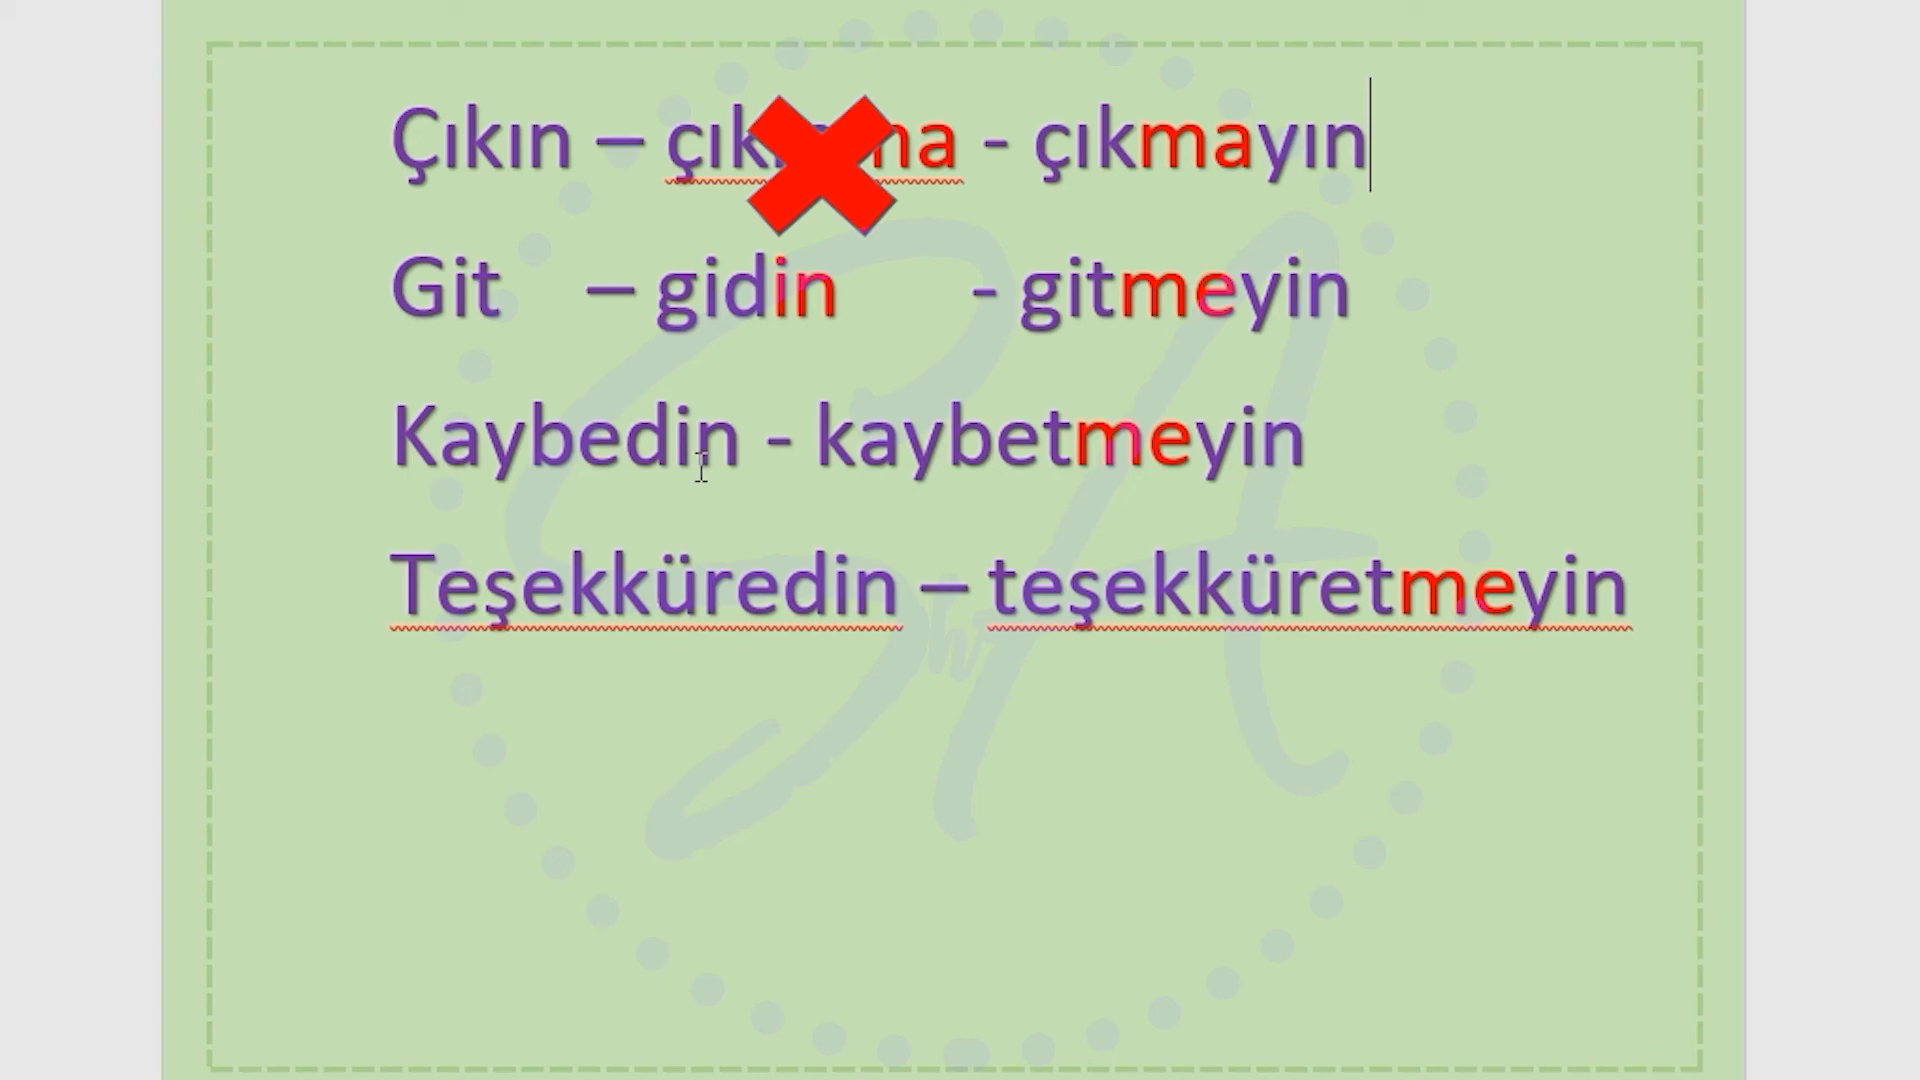 Çıkın – - çıkmayın
Git – gidin - gitmeyin
Kaybedin - kaybetmeyin
Teşekküredin – teşekküretmeyin